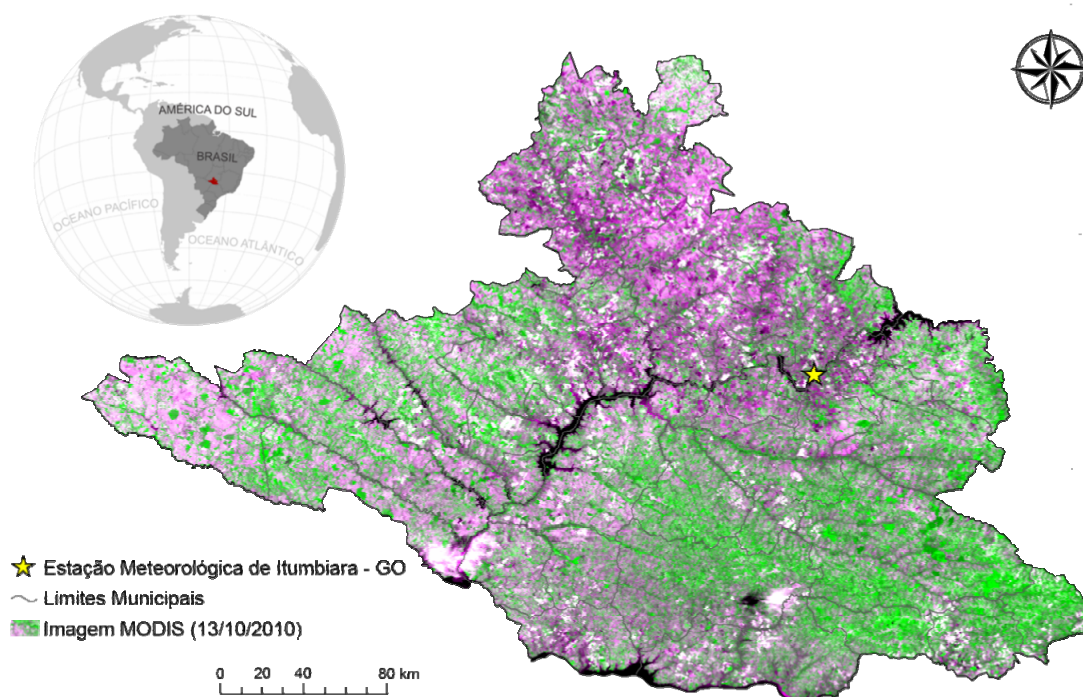 AMÉRICA DO SUL
BRASIL
OCEANO PACÍFICO
OCEANO ATLÂNTICO
Estação Meteorológica de Itumbiara - GO
Limites Municipais
Imagem MODIS (13/10/2010)
0 20 40 80 km